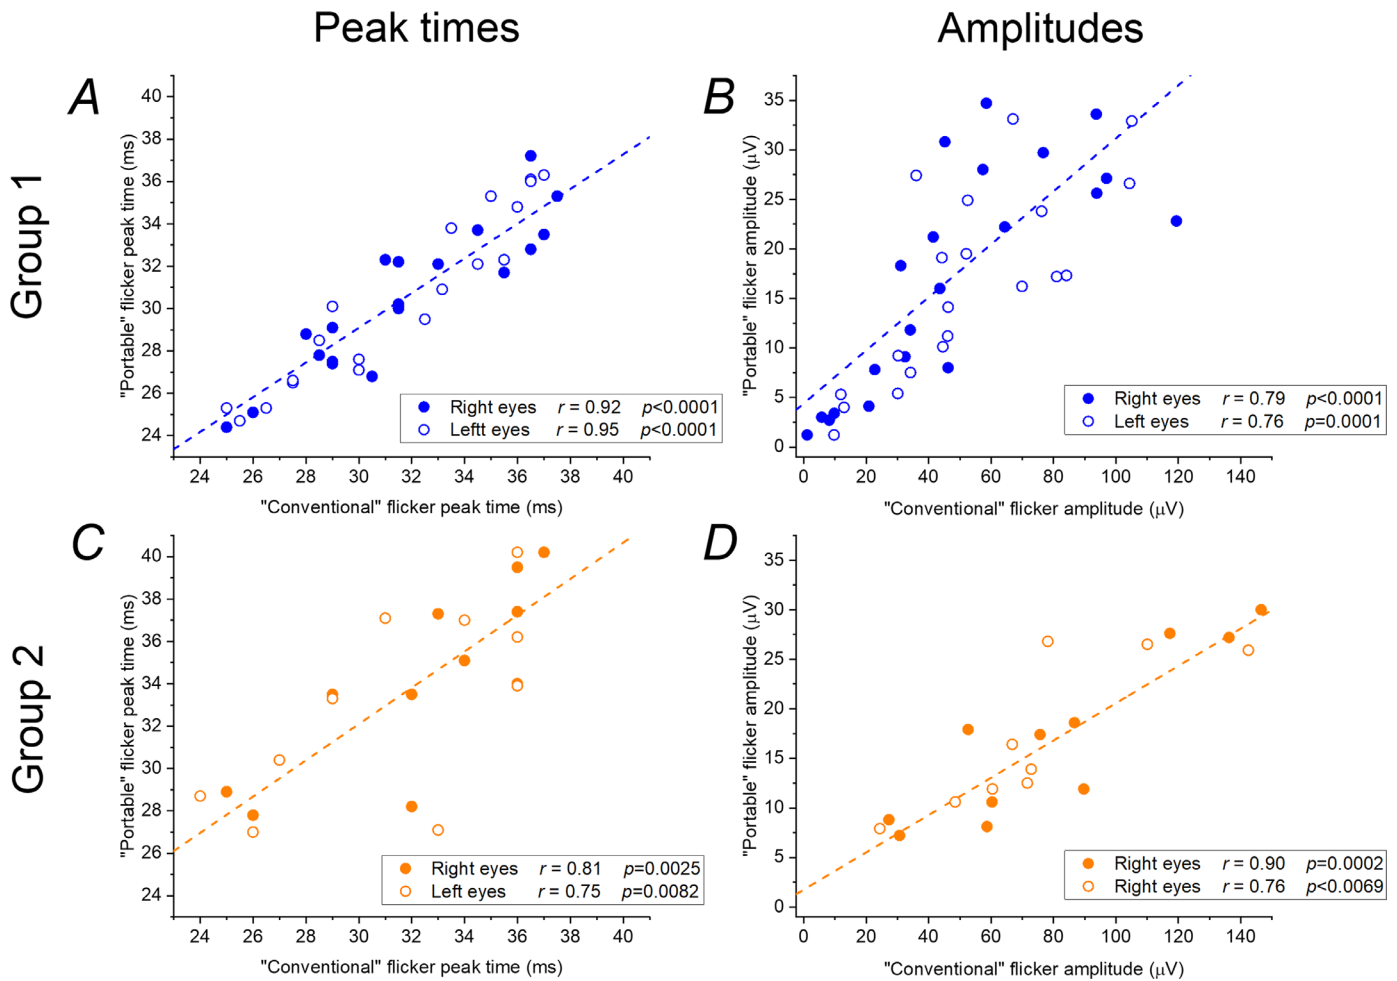 Peak times
Amplitudes
Group 1
A
40
38
36
34
32
30
28
26
24
"Portable" flicker peak time (ms)
Right eyes r = 0.92 p<0.0001
Leftt eyes r = 0.95 p<0.0001
24 26 28 30 32 34 36 38 40
"Conventional" flicker peak time (ms)
B
35
30
25
20
15
10
5
0
"Portable" flicker amplitude (μV)
Right eyes r = 0.79 p<0.0001
Left eyes r = 0.76 p=0.0001
0 20 40 60 80 100 120 140
"Conventional" flicker amplitude (μV)
Group 2
C
40
38
36
34
32
30
28
26
24
"Portable" flicker peak time (ms)
Right eyes r = 0.81 p=0.0025
Left eyes r = 0.75 p=0.0082
24 26 28 30 32 34 36 38 40
"Conventional" flicker peak time (ms)
D
35
30
25
20
15
10
5
0
"Portable" flicker amplitude (μV)
Right eyes r = 0.90 p=0.0002
Right eyes r = 0.76 p<0.0069
0 20 40 60 80 100 120 140
"Conventional" flicker amplitude (μV)